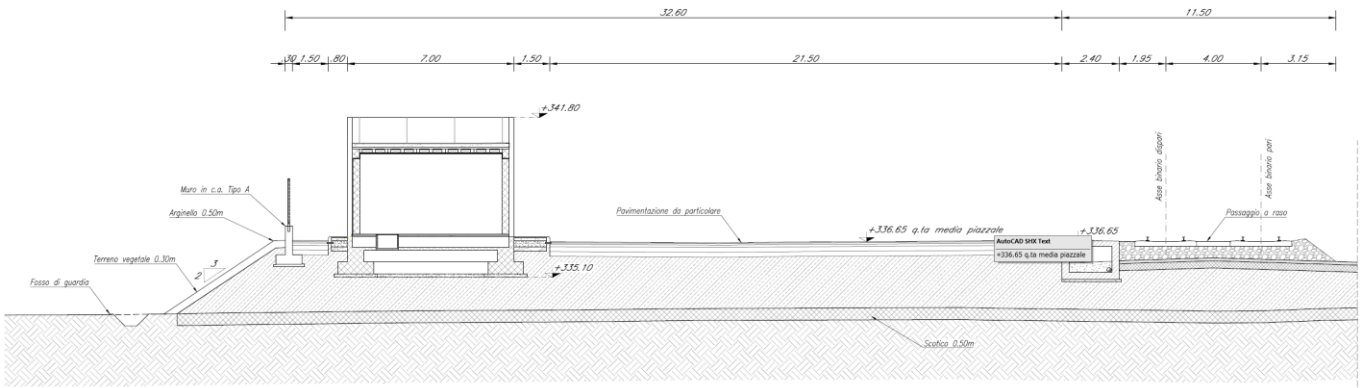 32.60
11.50
.30
1.50
.80
7.00
1.50
21.50
2.40
1.95
4.00
3.15
+341.80
Asse binario dispari
Asse binario pari
Muro in c.a. Tipo A
Arginello 0.50m
Pavimentazione da particolare
Passaggio a raso
+336.65 q.ta media piazzale
+336.65
AutoCAD SHX Text
+336.65 q.ta media piazzale
Terreno vegetale 0.30m
3
2
+335.10
Fosso di guardia
Scotico 0.50m